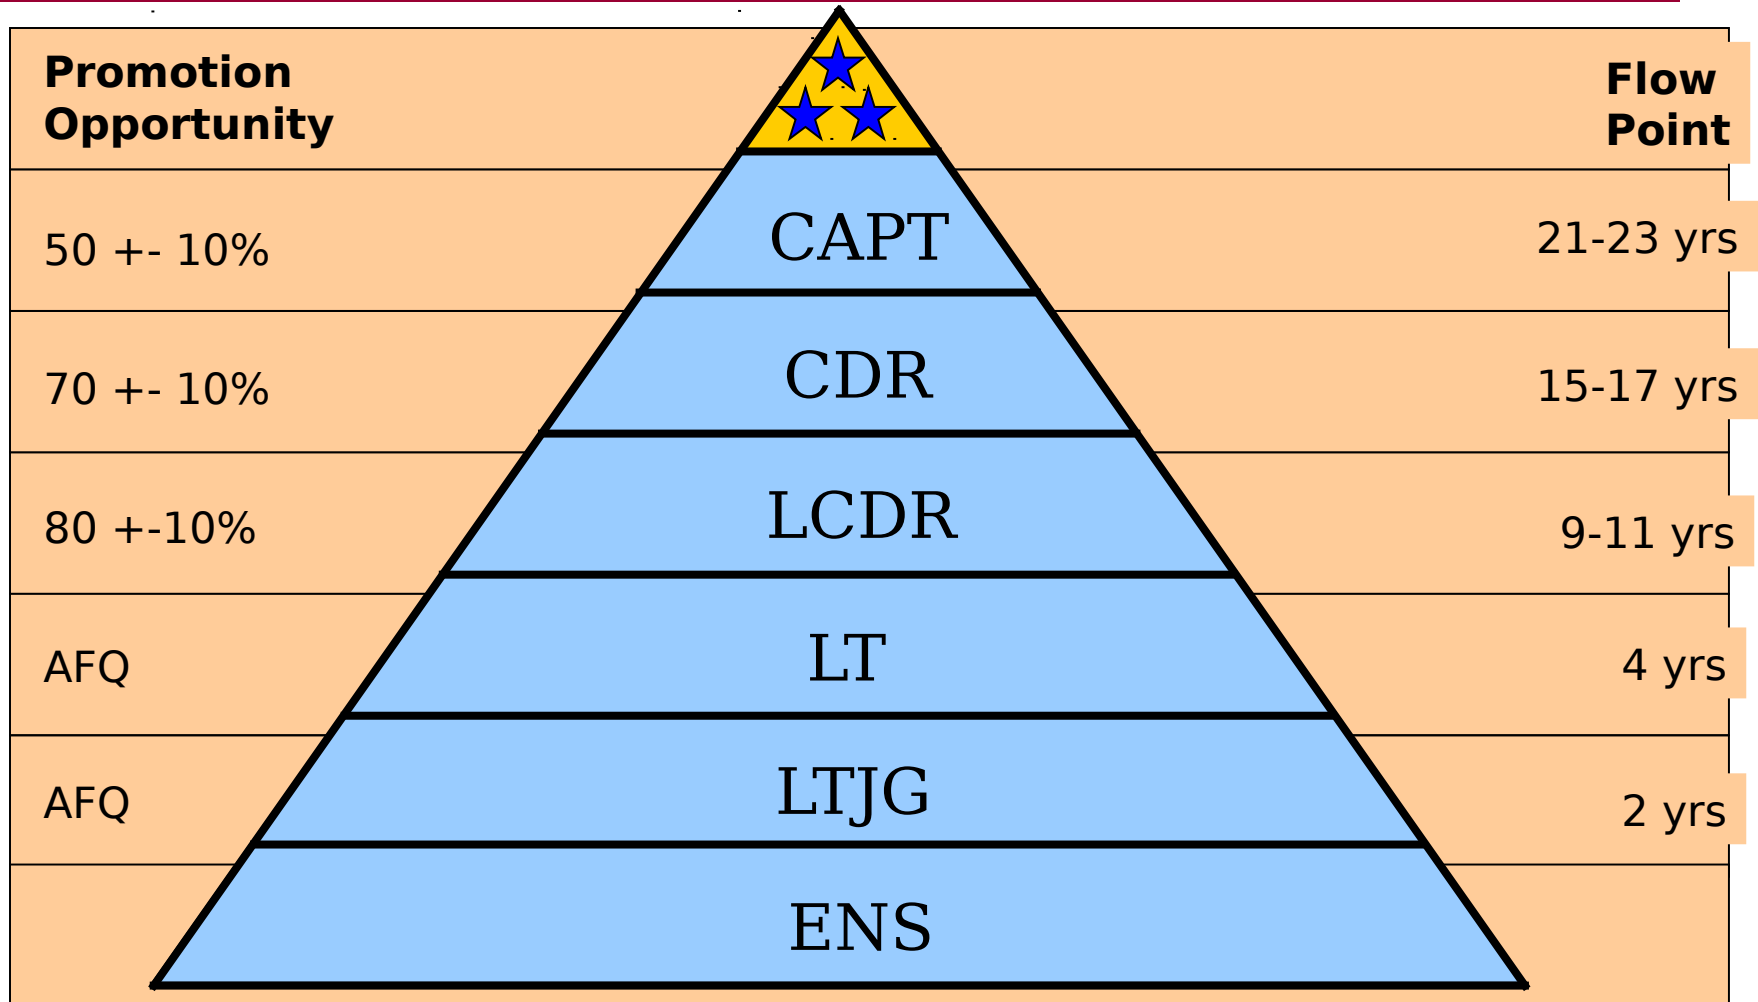 Promotion
Opportunity
Flow
Point
50 +- 10%
CAPT
21-23 yrs
70 +- 10%
CDR
15-17 yrs
80 +-10%
LCDR
9-11 yrs
AFQ
LT
4 yrs
AFQ
LTJG
2 yrs
ENS